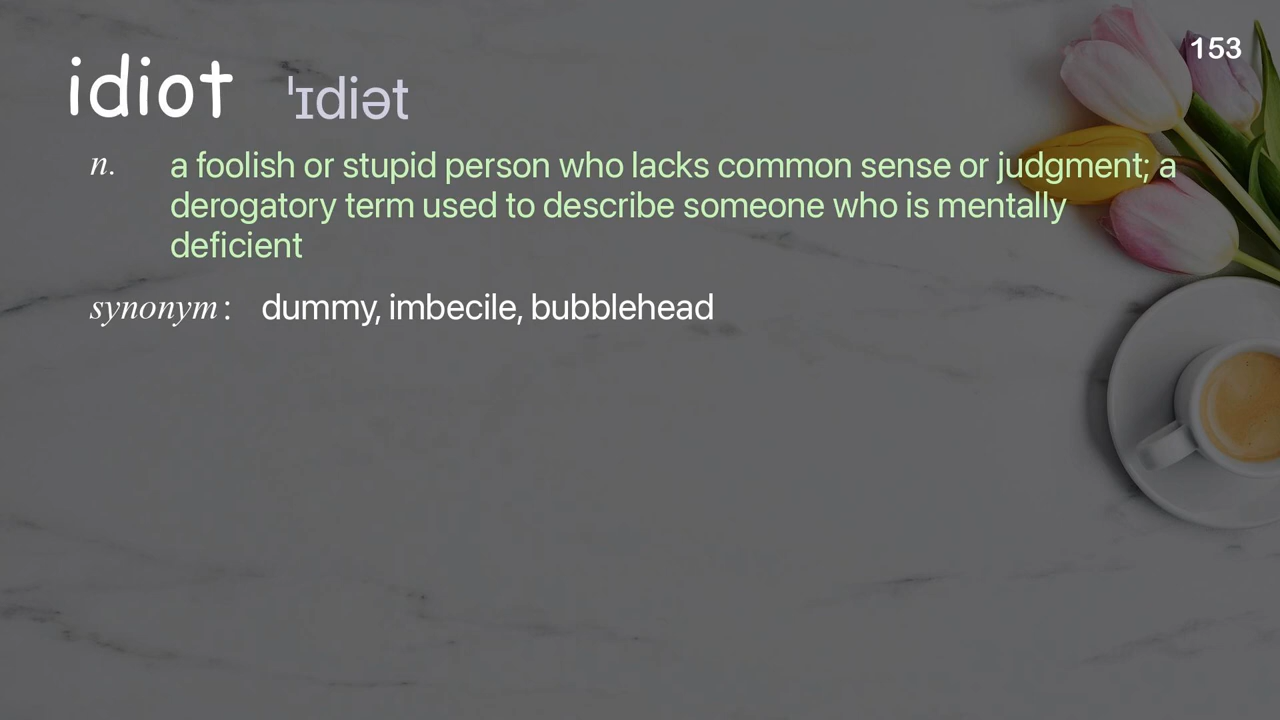 153
idiot ˈɪdiət
n. a foolish or stupid person who lacks common sense or judgment; a
derogatory term used to describe someone who is mentally
deficient
synonym: dummy, imbecile, bubblehead